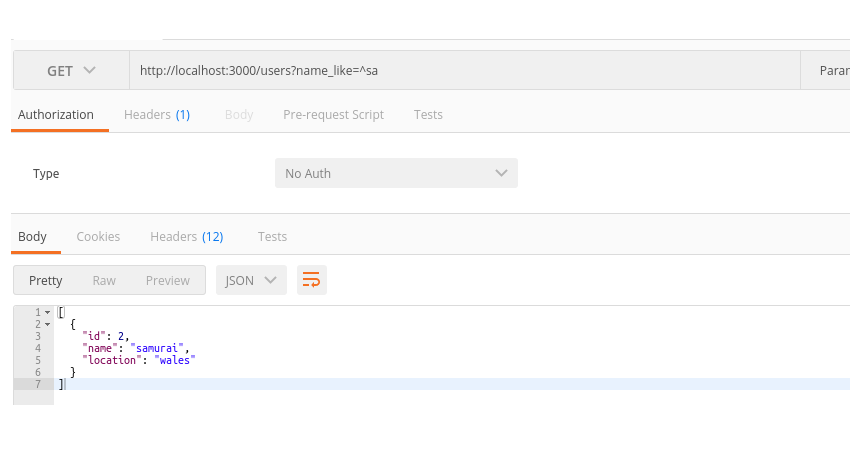 GET http://localhost:3000/users?name_like=^sa Param
Authorization Headers (1) Body Pre-request Script Tests
Type No Auth
Body Cookies Headers (12) Tests
Pretty Raw Preview JSON
1 [
2 {
3 "id": 2,
4 "name": "samurai",
5 "location": "wales"
6 }
7 ]